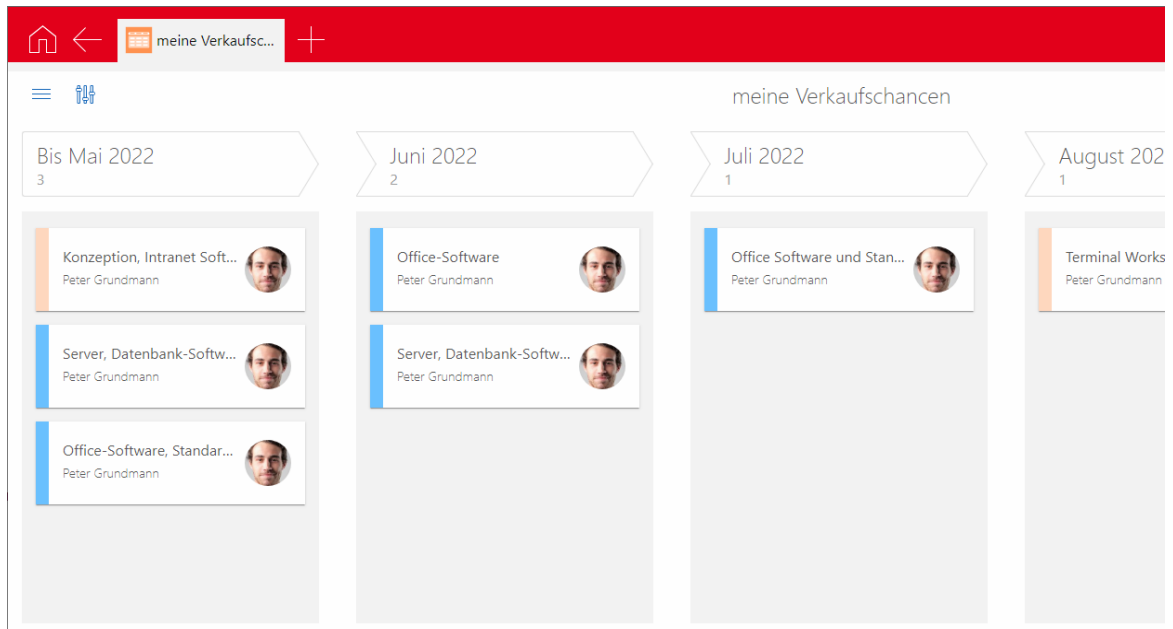 meine Verkaufsc...
meine Verkaufschancen
Bis Mai 2022
3
Juni 2022
2
Juli 2022
1
August 202
1
Konzeption, Intranet Soft...
Peter Grundmann
Server, Datenbank-Softw...
Peter Grundmann
Office-Software, Standar...
Peter Grundmann
Office-Software
Peter Grundmann
Server, Datenbank-Softw...
Peter Grundmann
Office Software und Stan...
Peter Grundmann
Terminal Works
Peter Grundmann